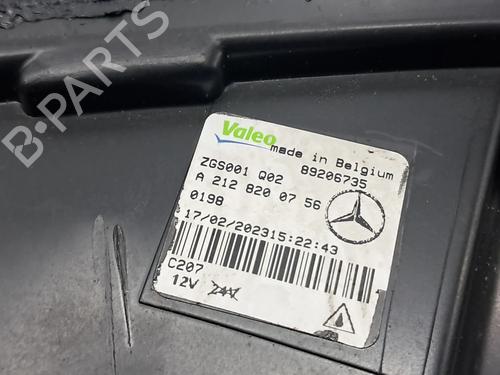 B-PARTS
Valeo
made in Belgium
ZGS001 Q02 89206735
A 212 820 07 56
0198
17/02/202315:22:43
C207
12V 24V
B-PARTS